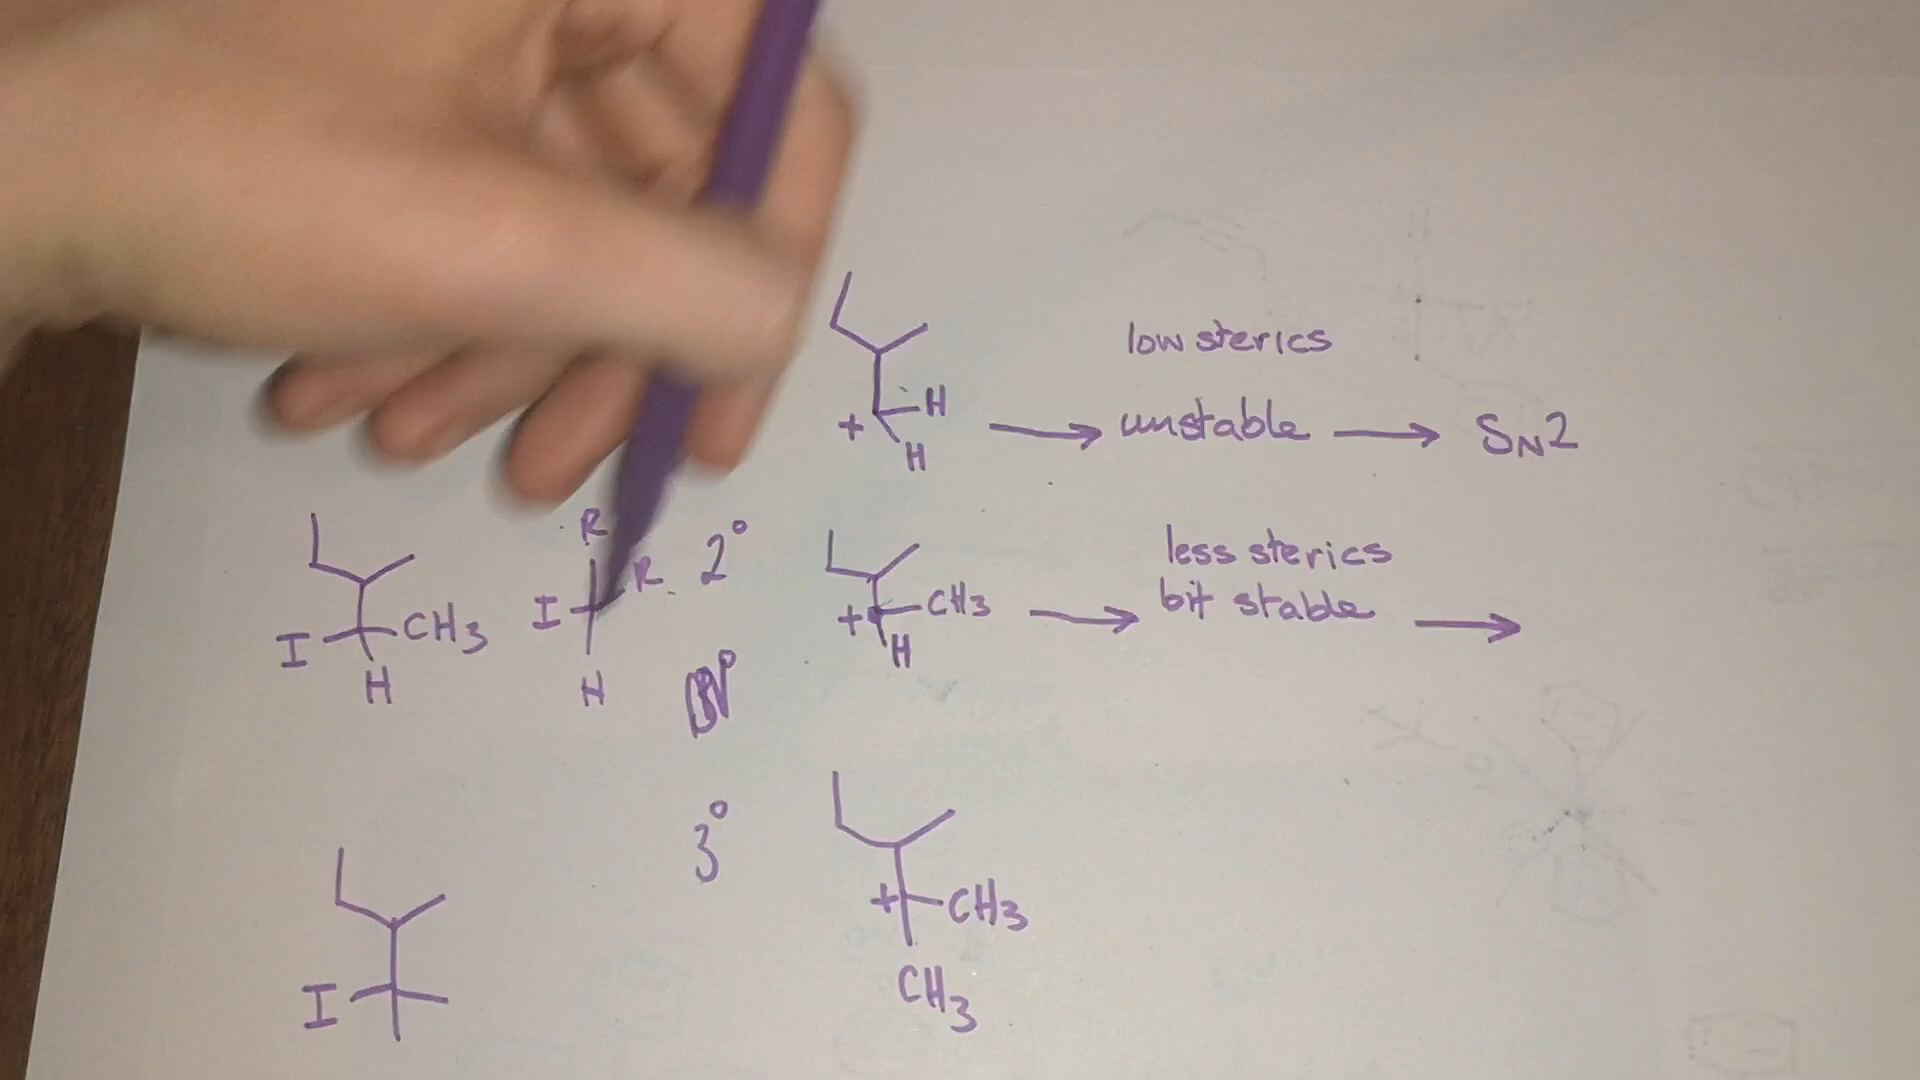 low sterics
+ H
H
unstable
SN2
R
R
2°
I
H
I
CH3
H
+ CH3
H
less sterics
bit stable
3°
+ CH3
CH3
I